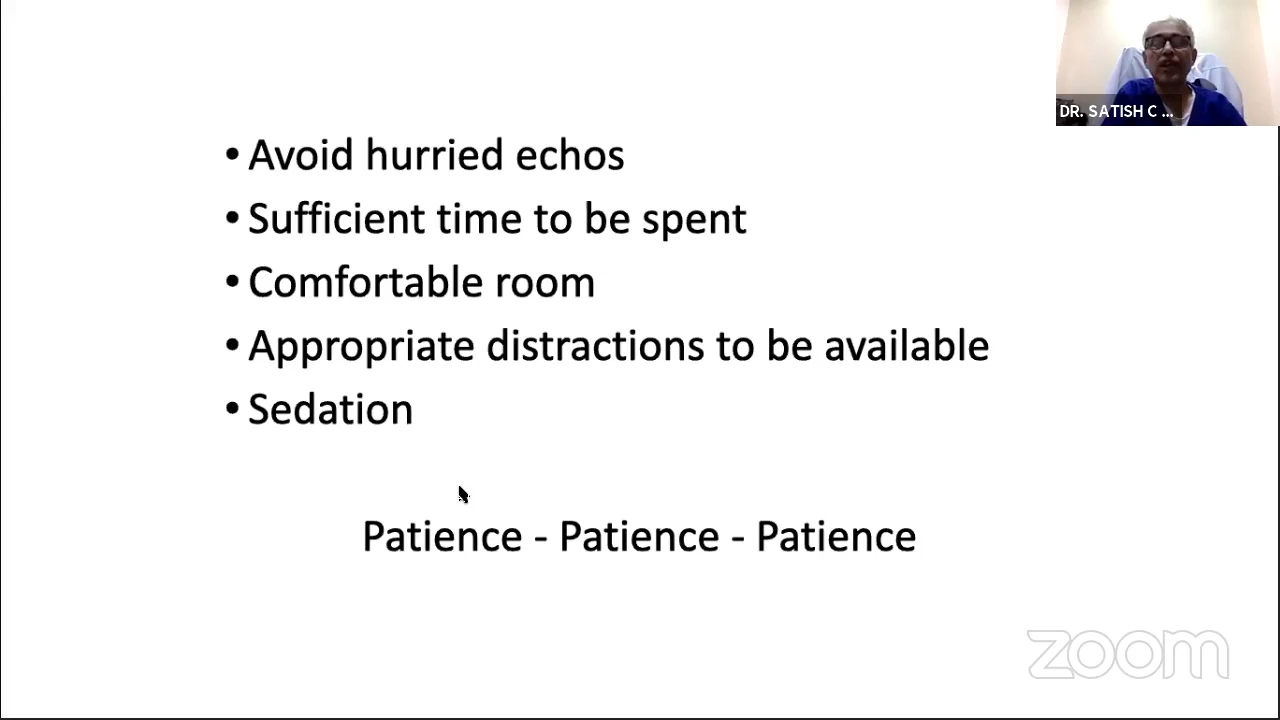 DR. SATISH C ...
• Avoid hurried echos
• Sufficient time to be spent
• Comfortable room
• Appropriate distractions to be available
• Sedation
Patience - Patience - Patience
zoom